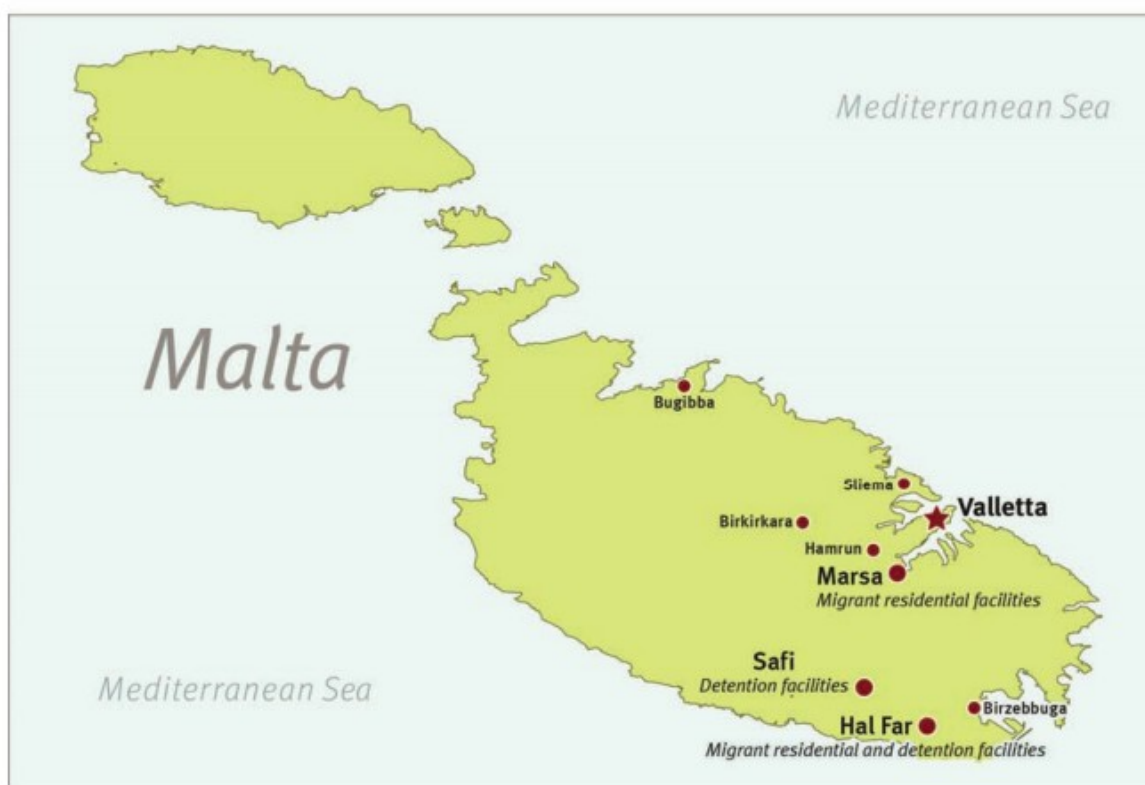 Mediterranean Sea
Malta
Bugibba
Sliema
Valletta
Birkirkara
Hamrun
Marsa
Migrant residential facilities
Safi
Mediterranean Sea
Detention facilities
Birzebbuga
Hal Far
Migrant residential and detention facilities